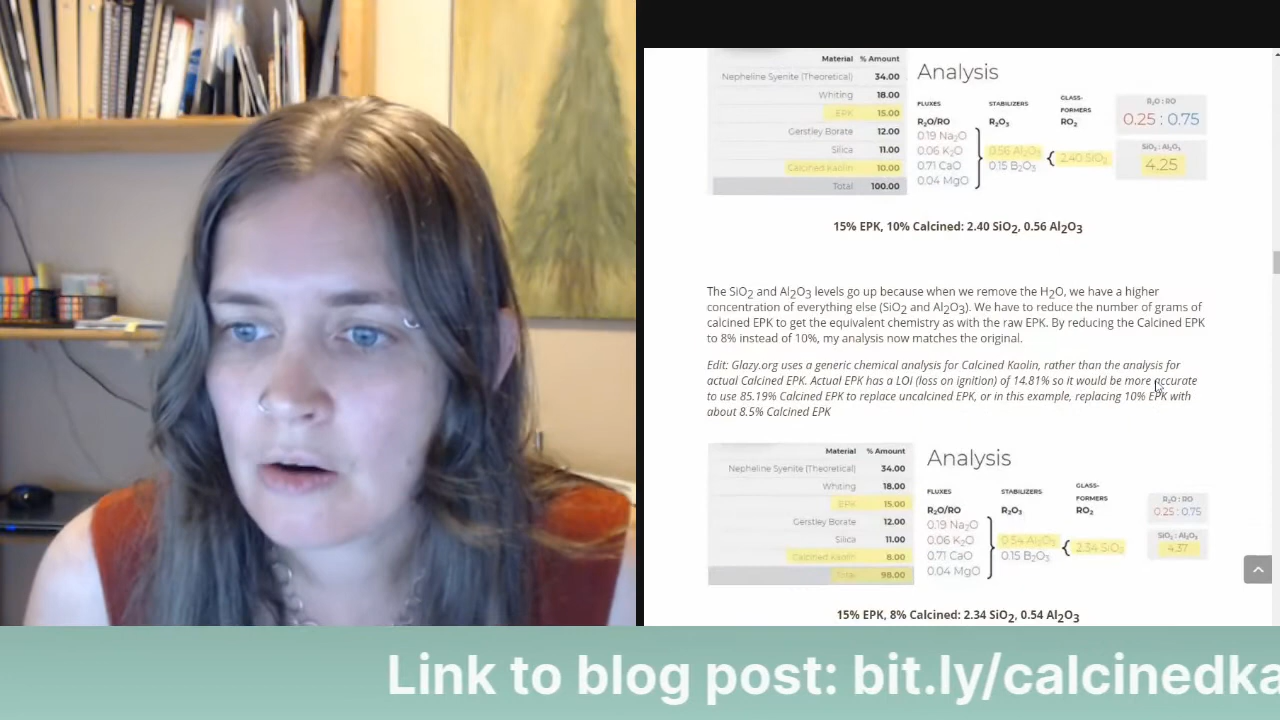 Material % Amount
Nepheline Syenite (Theoretical) 34.00
Whiting 18.00
EPK 15.00
Gerstley Borate 12.00
Silica 11.00
Calcined Kaolin 10.00
Total 100.00
Analysis
FLUXES
R₂O/RO
0.19 Na₂O
0.06 K₂O
0.71 CaO
0.04 MgO
STABILIZERS
R₂O₃
0.56 Al₂O₃
0.15 B₂O₃
GLASS-
FORMERS
RO₂
2.40 SiO₂
R₂O : RO
0.25 : 0.75
SiO₂ : Al₂O₃
4.25
15% EPK, 10% Calcined: 2.40 SiO₂, 0.56 Al₂O₃
The SiO₂ and Al₂O₃ levels go up because when we remove the H₂O, we have a higher
concentration of everything else (SiO₂ and Al₂O₃). We have to reduce the number of grams of
calcined EPK to get the equivalent chemistry as with the raw EPK. By reducing the Calcined EPK
to 8% instead of 10%, my analysis now matches the original.
Edit: Glazy.org uses a generic chemical analysis for Calcined Kaolin, rather than the analysis for
actual Calcined EPK. Actual EPK has a LOI (loss on ignition) of 14.81% so it would be more accurate
to use 85.19% Calcined EPK to replace uncalcined EPK, or in this example, replacing 10% EPK with
about 8.5% Calcined EPK
Material % Amount
Nepheline Syenite (Theoretical) 34.00
Whiting 18.00
EPK 15.00
Gerstley Borate 12.00
Silica 11.00
Calcined Kaolin 8.00
Total 98.00
Analysis
FLUXES
R₂O/RO
0.19 Na₂O
0.06 K₂O
0.71 CaO
0.04 MgO
STABILIZERS
R₂O₃
0.54 Al₂O₃
0.15 B₂O₃
GLASS-
FORMERS
RO₂
2.34 SiO₂
R₂O : RO
0.25 : 0.75
SiO₂ : Al₂O₃
4.37
15% EPK, 8% Calcined: 2.34 SiO₂, 0.54 Al₂O₃
Link to blog post: bit.ly/calcinedka